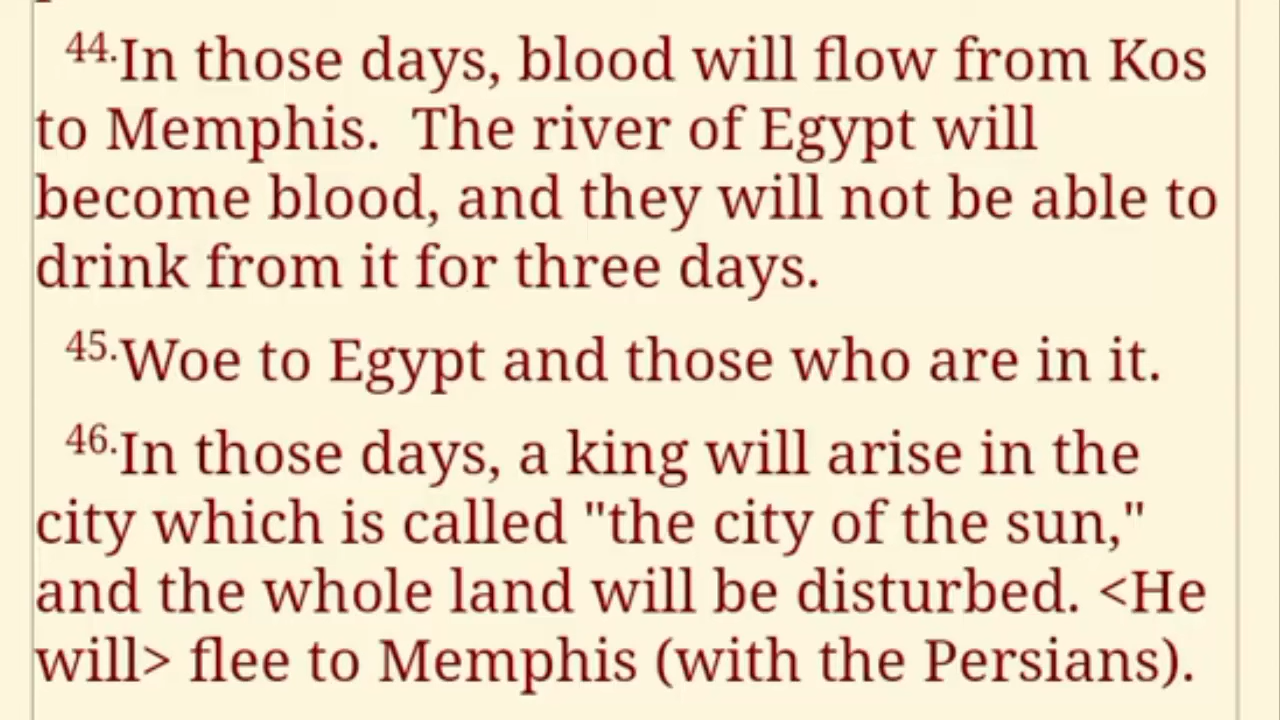 44.In those days, blood will flow from Kos
to Memphis.  The river of Egypt will
become blood, and they will not be able to
drink from it for three days.
45.Woe to Egypt and those who are in it.
46.In those days, a king will arise in the
city which is called "the city of the sun,"
and the whole land will be disturbed. <He
will> flee to Memphis (with the Persians).